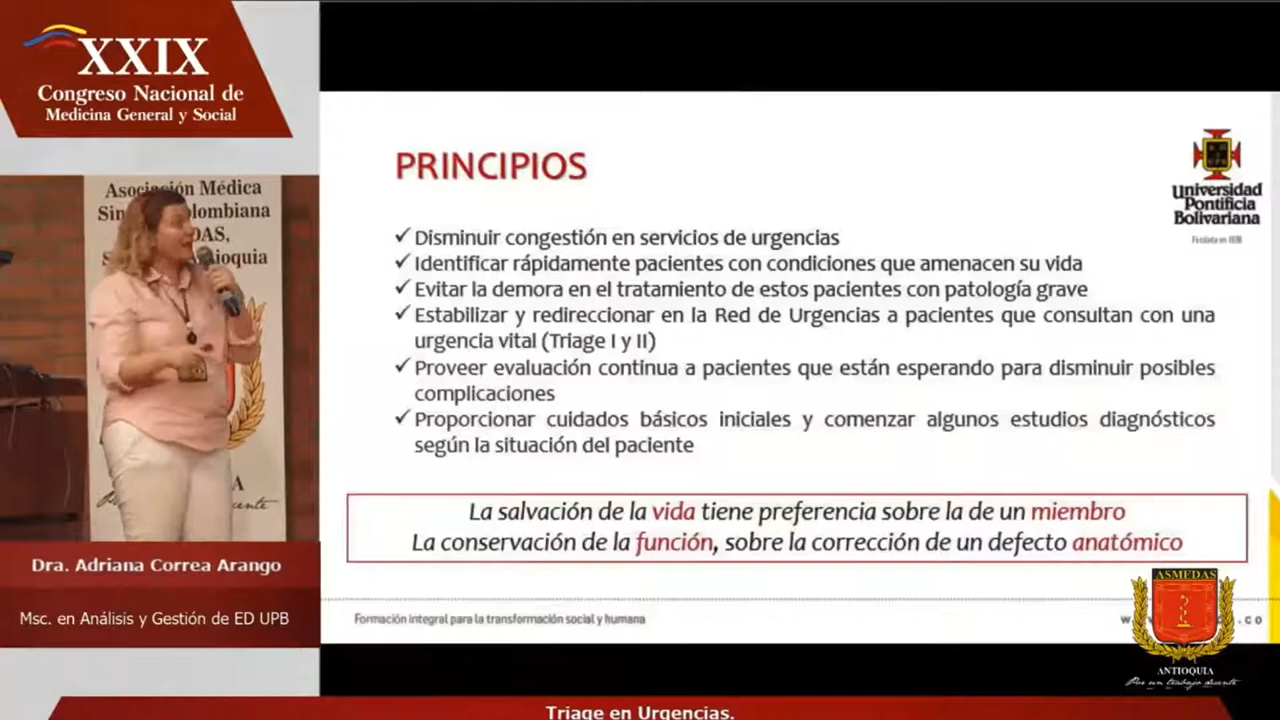 XXIX
Congreso Nacional de
Medicina General y Social
Asociación Médica
Dra. Adriana Correa Arango
Msc. en Análisis y Gestión de ED UPB
PRINCIPIOS
Universidad
Pontificia
Bolivariana
✓ Disminuir congestión en servicios de urgencias
✓ Identificar rápidamente pacientes con condiciones que amenacen su vida
✓ Evitar la demora en el tratamiento de estos pacientes con patología grave
✓ Estabilizar y redireccionar en la Red de Urgencias a pacientes que consultan con una
urgencia vital (Triage I y II)
✓ Proveer evaluación continua a pacientes que están esperando para disminuir posibles
complicaciones
✓ Proporcionar cuidados básicos iniciales y comenzar algunos estudios diagnósticos
según la situación del paciente
La salvación de la vida tiene preferencia sobre la de un miembro
La conservación de la función, sobre la corrección de un defecto anatómico
Formación integral para la transformación social y humana
ASMEDAS
ANTIOQUIA
Por un trabajo decente
Triage en Urgencias.